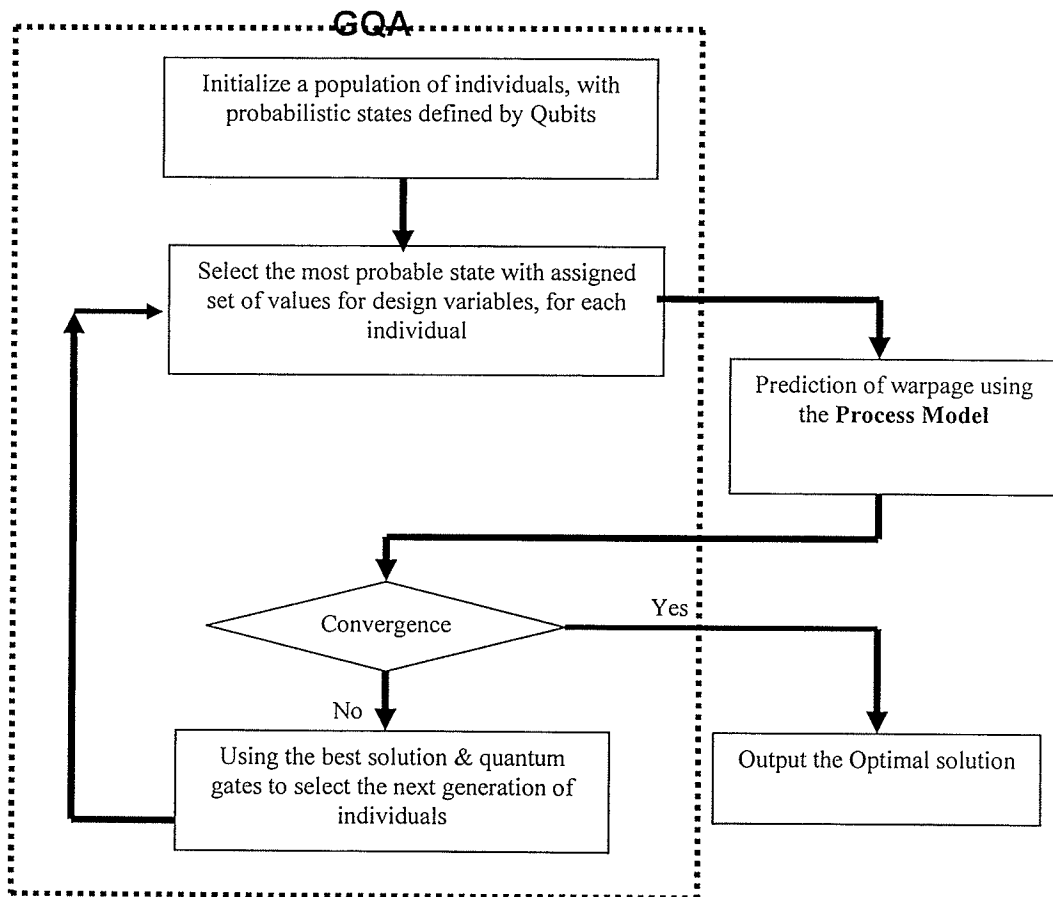 GQA
Initialize a population of individuals, with
probabilistic states defined by Qubits
Select the most probable state with assigned
set of values for design variables, for each
individual
Prediction of warpage using
the Process Model
Convergence
Yes
No
Using the best solution & quantum
gates to select the next generation of
individuals
Output the Optimal solution